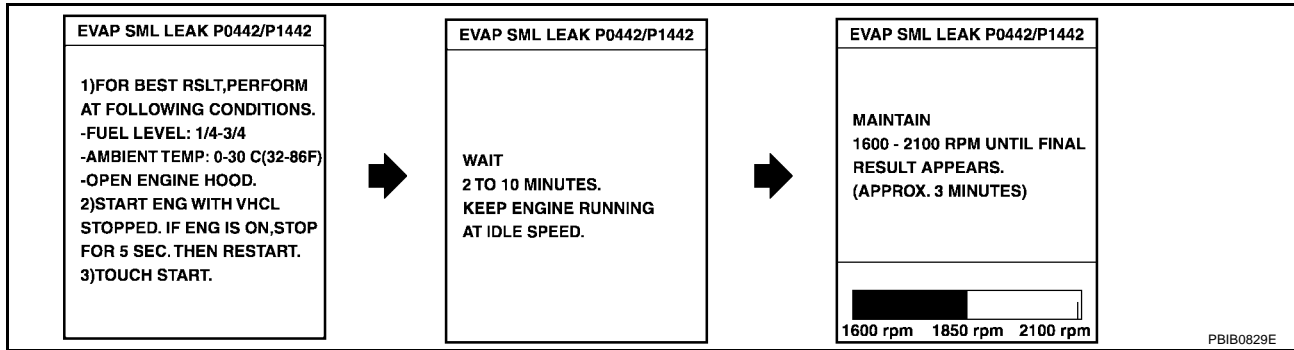 EVAP SML LEAK P0442/P1442
1)FOR BEST RSLT,PERFORM
AT FOLLOWING CONDITIONS.
-FUEL LEVEL: 1/4-3/4
-AMBIENT TEMP: 0-30 C(32-86F)
-OPEN ENGINE HOOD.
2)START ENG WITH VHCL
STOPPED. IF ENG IS ON,STOP
FOR 5 SEC. THEN RESTART.
3)TOUCH START.
EVAP SML LEAK P0442/P1442
WAIT
2 TO 10 MINUTES.
KEEP ENGINE RUNNING
AT IDLE SPEED.
EVAP SML LEAK P0442/P1442
MAINTAIN
1600 - 2100 RPM UNTIL FINAL
RESULT APPEARS.
(APPROX. 3 MINUTES)
1600 rpm 1850 rpm 2100 rpm
PBIB0829E